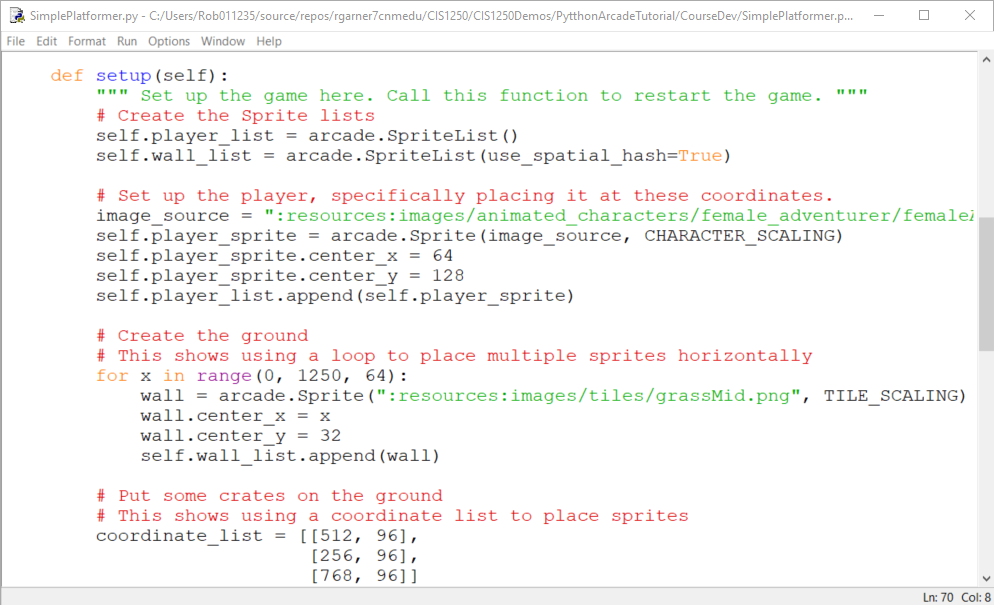 SimplePlatformer.py - C:/Users/Rob011235/source/repos/rgarner7cnmedu/CIS1250/CIS1250Demos/PytthonArcadeTutorial/CourseDev/SimplePlatformer.p...
File Edit Format Run Options Window Help
def setup(self):
""" Set up the game here. Call this function to restart the game. """
# Create the Sprite lists
self.player_list = arcade.SpriteList()
self.wall_list = arcade.SpriteList(use_spatial_hash=True)
# Set up the player, specifically placing it at these coordinates.
image_source = ":resources:images/animated_characters/female_adventurer/female
self.player_sprite = arcade.Sprite(image_source, CHARACTER_SCALING)
self.player_sprite.center_x = 64
self.player_sprite.center_y = 128
self.player_list.append(self.player_sprite)
# Create the ground
# This shows using a loop to place multiple sprites horizontally
for x in range(0, 1250, 64):
wall = arcade.Sprite(":resources:images/tiles/grassMid.png", TILE_SCALING)
wall.center_x = x
wall.center_y = 32
self.wall_list.append(wall)
# Put some crates on the ground
# This shows using a coordinate list to place sprites
coordinate_list = [[512, 96],
[256, 96],
[768, 96]]
Ln: 70 Col: 8